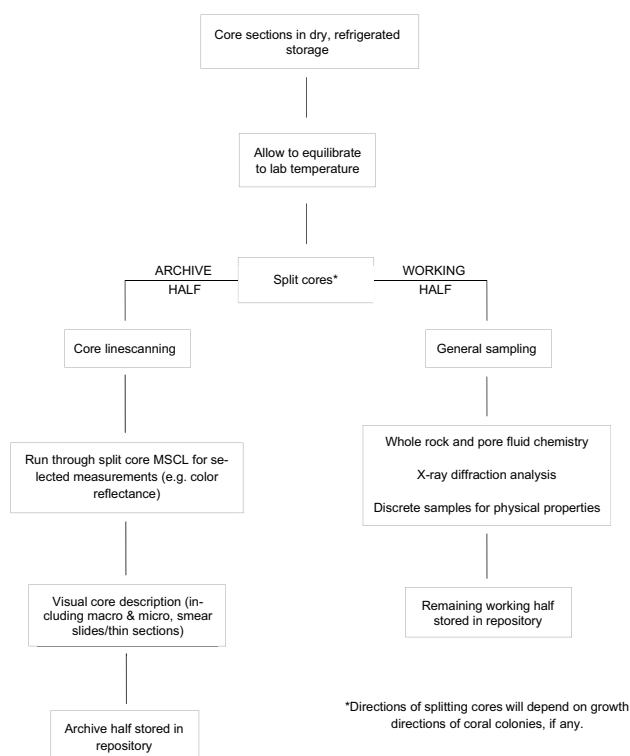 Core sections in dry, refrigerated
storage
Allow to equilibrate
to lab temperature
Split cores*
ARCHIVE
HALF
WORKING
HALF
Core linescanning
Run through split core MSCL for se-
lected measurements (e.g. color
reflectance)
Visual core description (in-
cluding macro & micro, smear
slides/thin sections)
Archive half stored in
repository
General sampling
Whole rock and pore fluid chemistry
X-ray diffraction analysis
Discrete samples for physical properties
Remaining working half
stored in repository
*Directions of splitting cores will depend on growth
directions of coral colonies, if any.